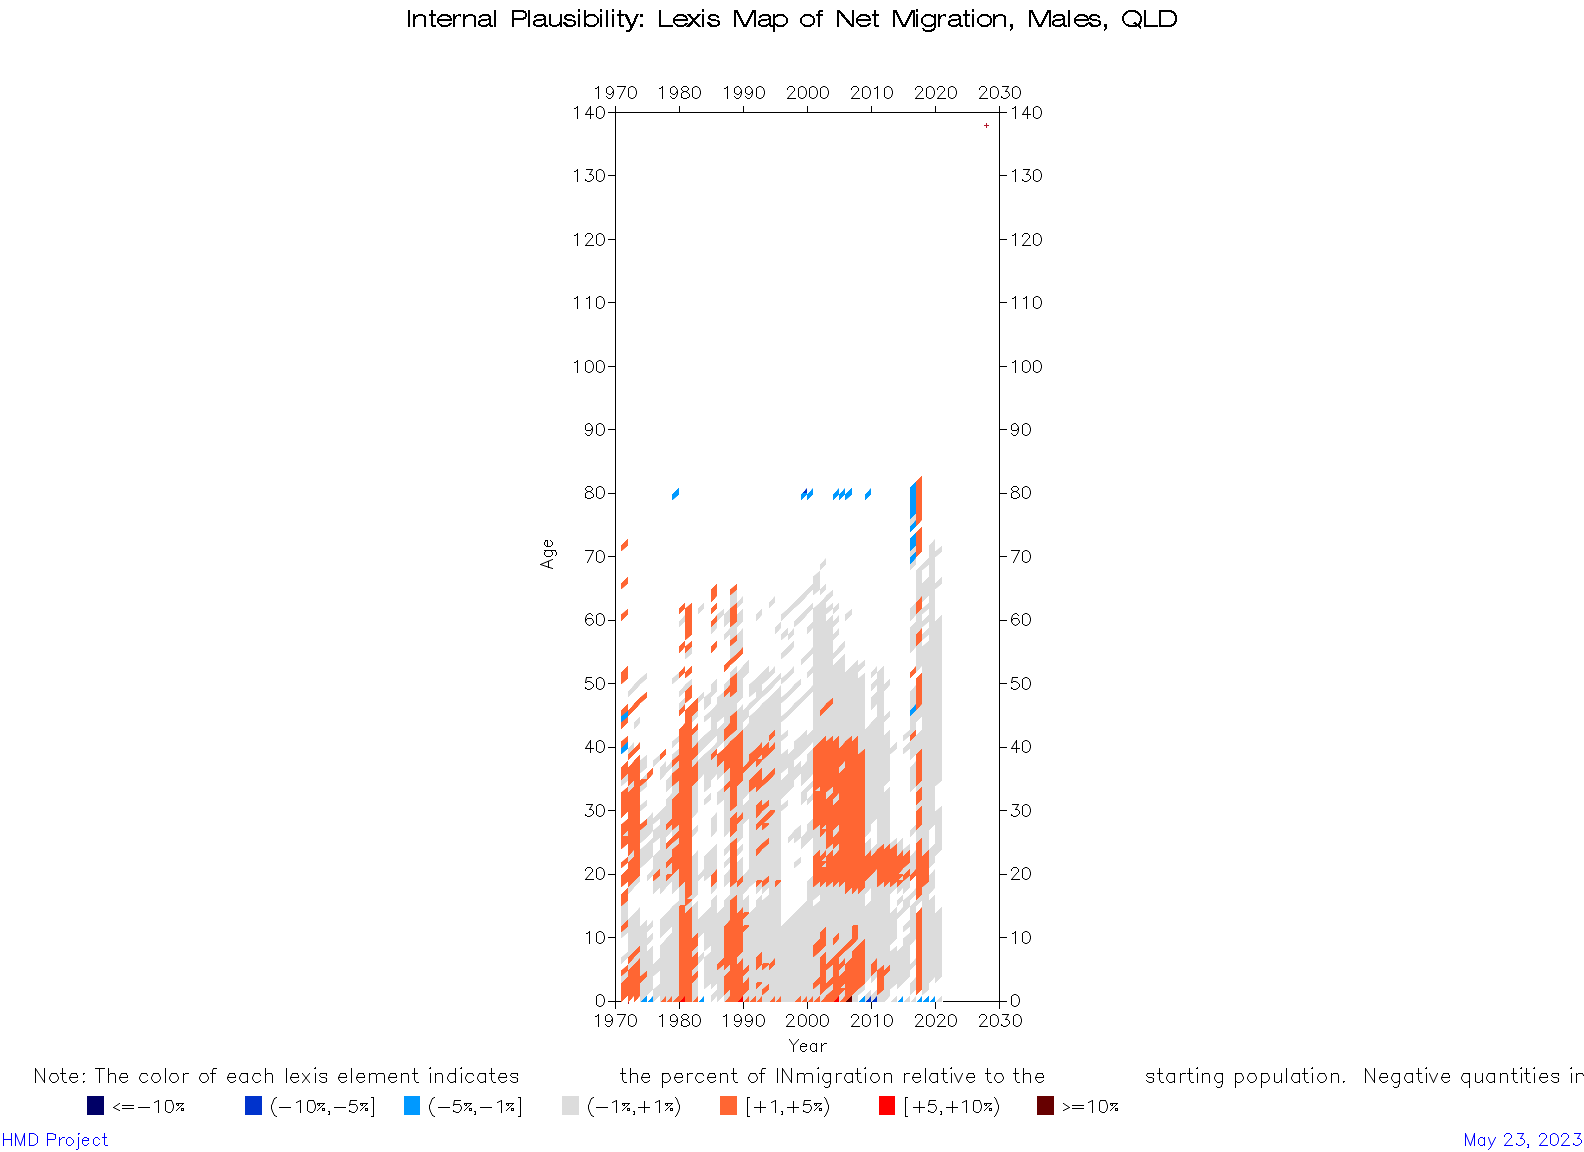 Internal Plausibility: Lexis Map of Net Migration, Males, QLD
1970 1980 1990 2000 2010 2020 2030
140 140
130 130
120 120
110 110
100 100
90 90
80 80
70 70
60 60
50 50
40 40
30 30
20 20
10 10
0 0
Age
1970 1980 1990 2000 2010 2020 2030
Year
Note: The color of each lexis element indicates the percent of INmigration relative to the starting population. Negative quantities in
<=-10% (-10%,-5%] (-5%,-1%] (-1%,+1%) [+1,+5%) [+5,+10%) >=10%
HMD Project May 23, 2023